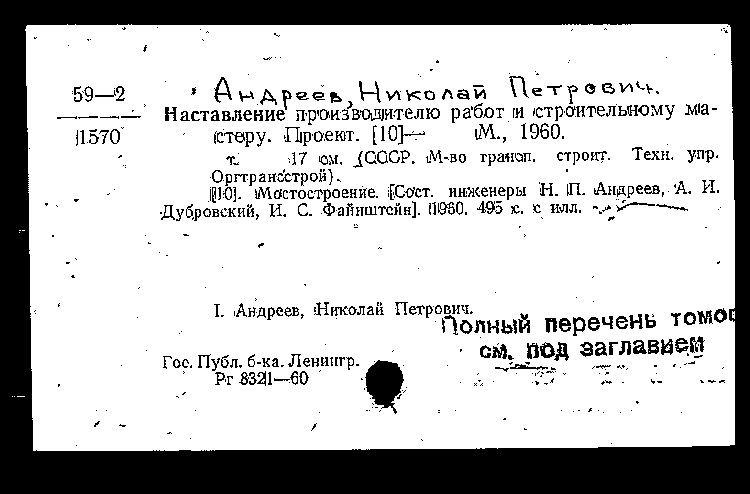 59—2
1570
Андреев, Николай Петрович.
Наставление производителю работ и строительному ма-
стеру. Проект. [10]— М., 1960.
т. 17 см. (СССР. М-во трансп. строит. Техн. упр.
Оргтрансстрой).
[10]. Мостостроение. [Сост. инженеры Н. П. Андреев, А. И.
Дубровский, И. С. Файнштейн]. 1960. 495 с. с илл.
I. Андреев, Николай Петрович.
Полный перечень томов
см. под заглавием
Гос. Публ. б-ка. Ленингр.
Рг 8321—60